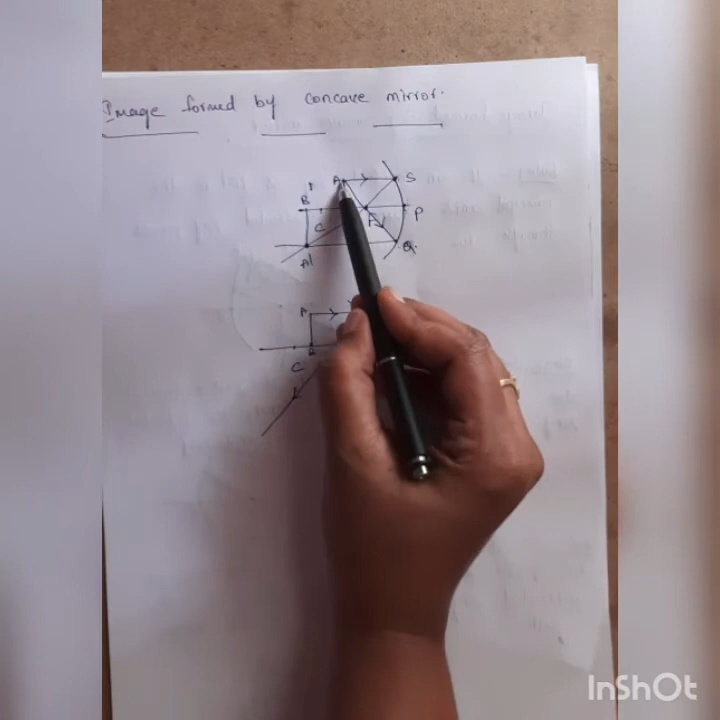 Image formed by concave mirror.
A S
B' F P
C
A' Q
A
B
C
InShOt